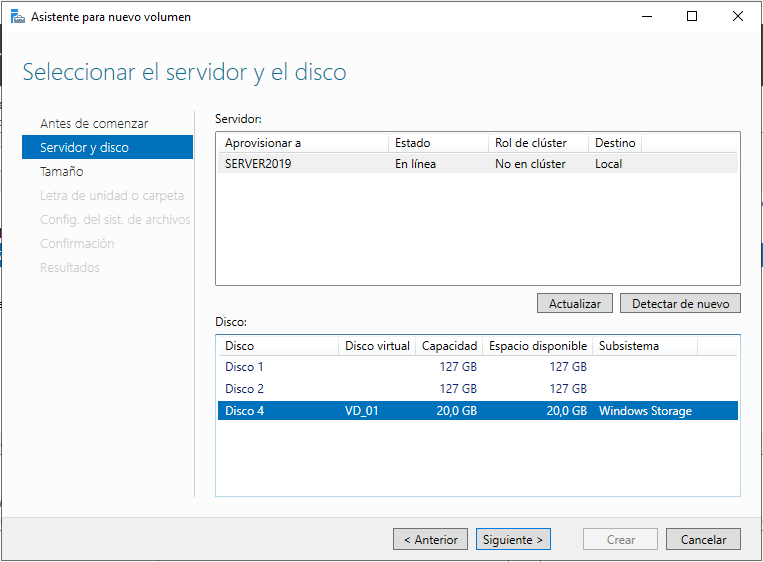 Asistente para nuevo volumen
Seleccionar el servidor y el disco
Antes de comenzar
Servidor y disco
Tamaño
Letra de unidad o carpeta
Config. del sist. de archivos
Confirmación
Resultados
Servidor:
Aprovisionar a Estado Rol de clúster Destino
SERVER2019 En línea No en clúster Local
Actualizar Detectar de nuevo
Disco:
Disco Disco virtual Capacidad Espacio disponible Subsistema
Disco 1 127 GB 127 GB
Disco 2 127 GB 127 GB
Disco 4 VD_01 20,0 GB 20,0 GB Windows Storage
< Anterior Siguiente > Crear Cancelar